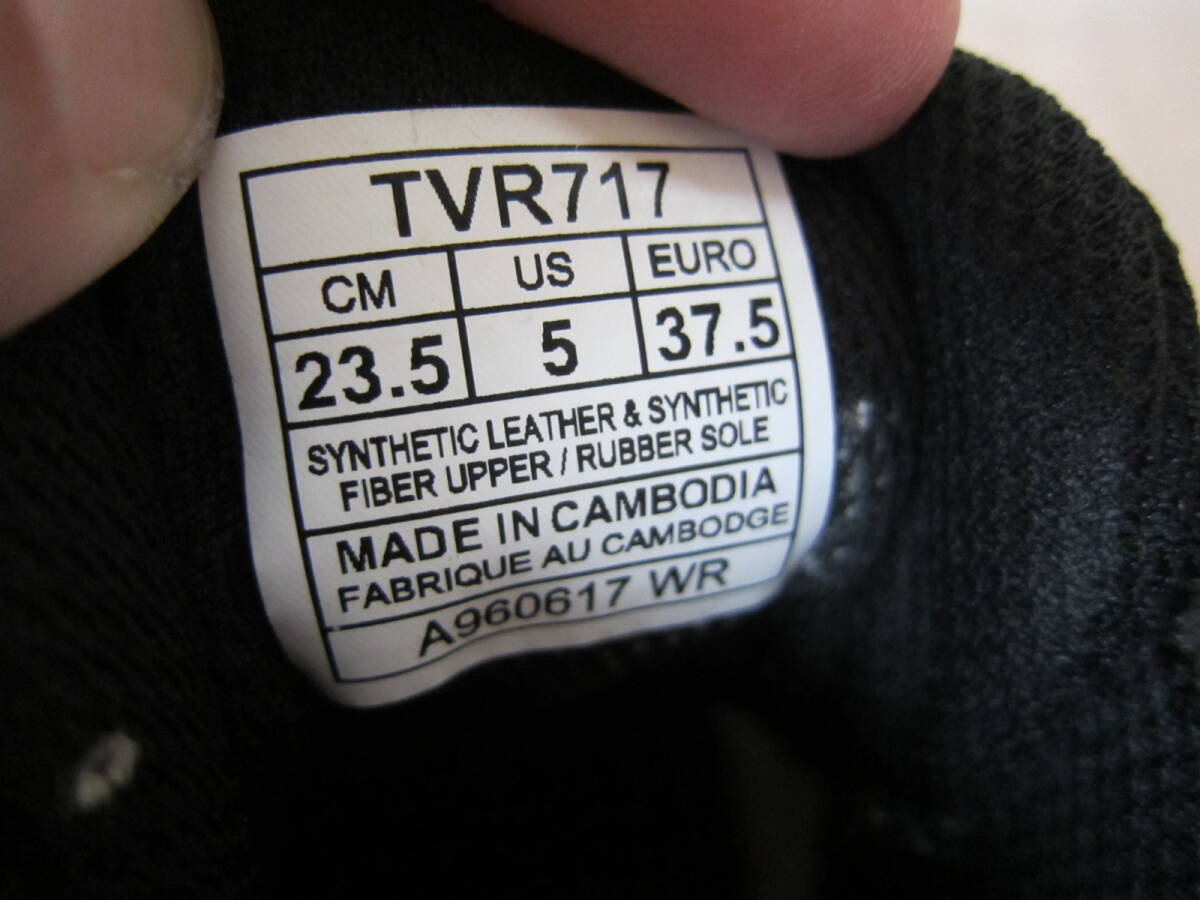 TVR717
CM US EURO
23.5 5 37.5
SYNTHETIC LEATHER & SYNTHETIC
FIBER UPPER / RUBBER SOLE
MADE IN CAMBODIA
FABRIQUE AU CAMBODGE
A960617 WR